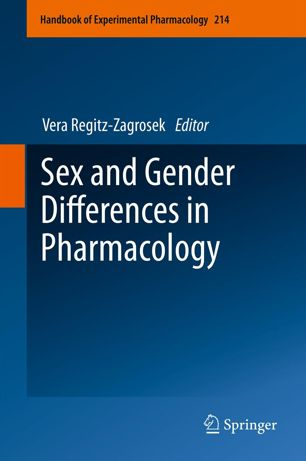 Handbook of Experimental Pharmacology 214
Vera Regitz-Zagrosek Editor
Sex and Gender
Differences in
Pharmacology
Springer